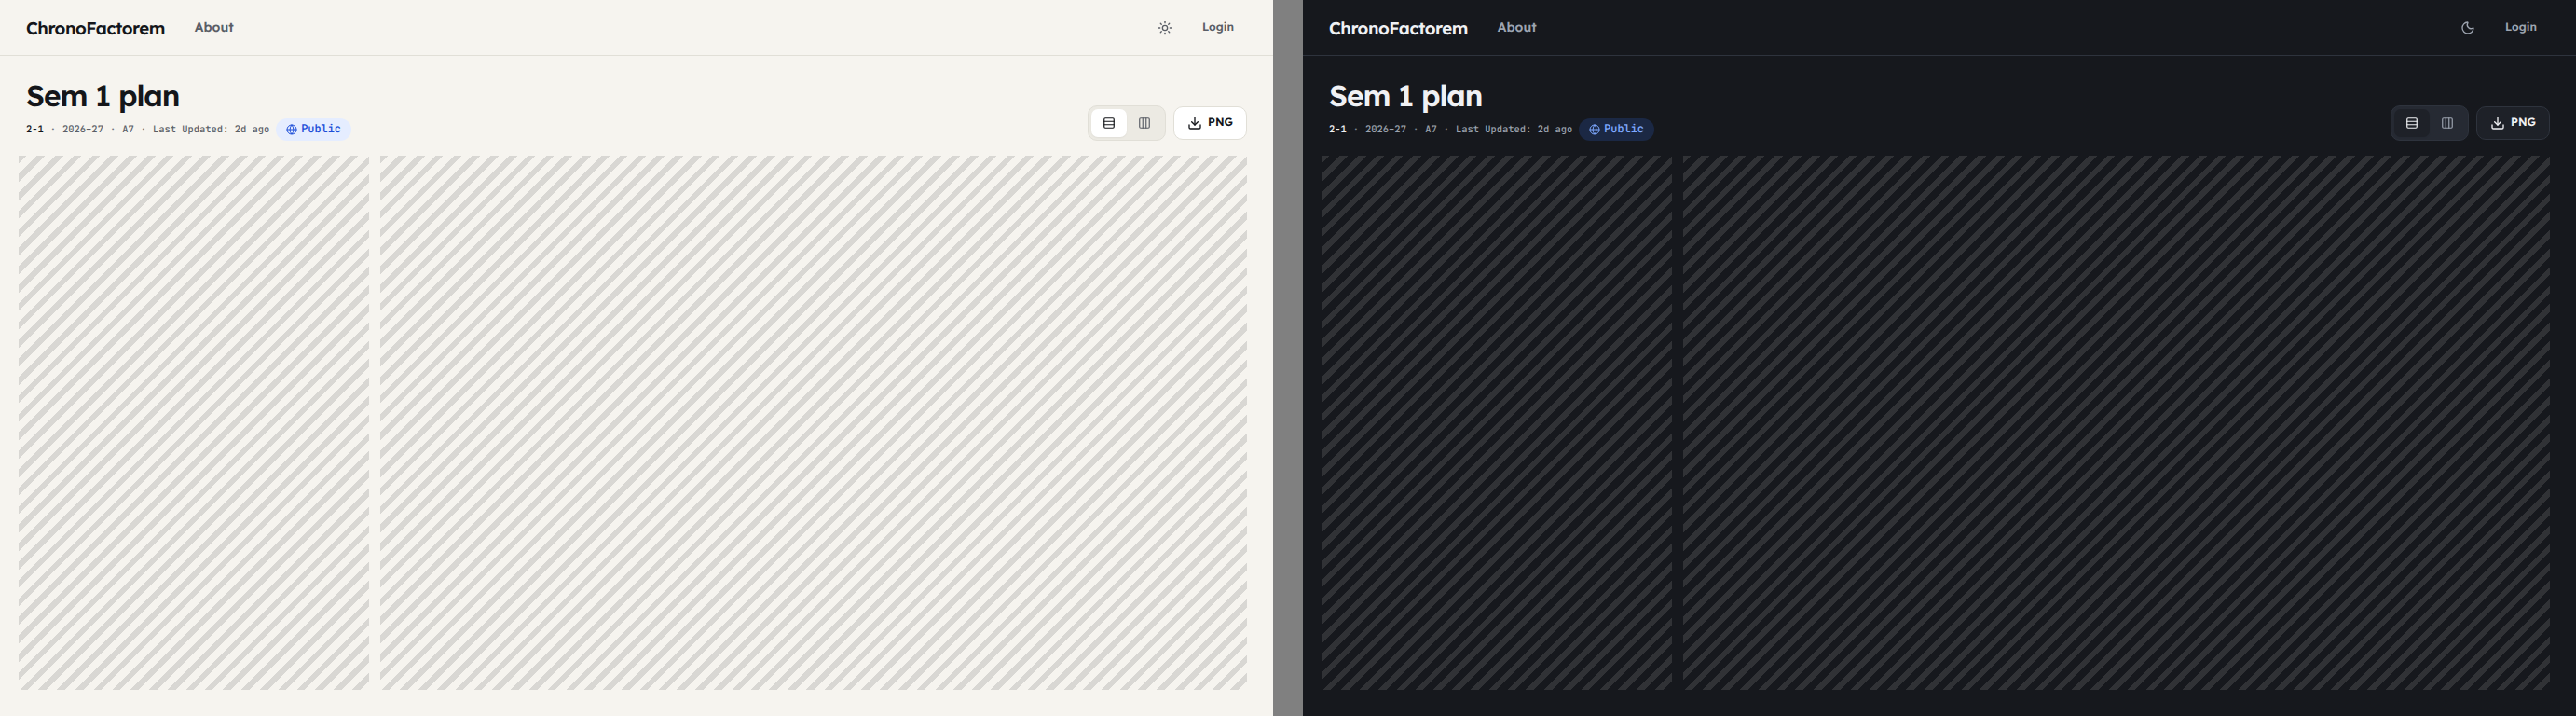 ChronoFactorem About Login
Sem 1 plan
2-1 · 2026-27 · A7 · Last Updated: 2d ago Public
PNG
ChronoFactorem About Login
Sem 1 plan
2-1 · 2026-27 · A7 · Last Updated: 2d ago Public
PNG